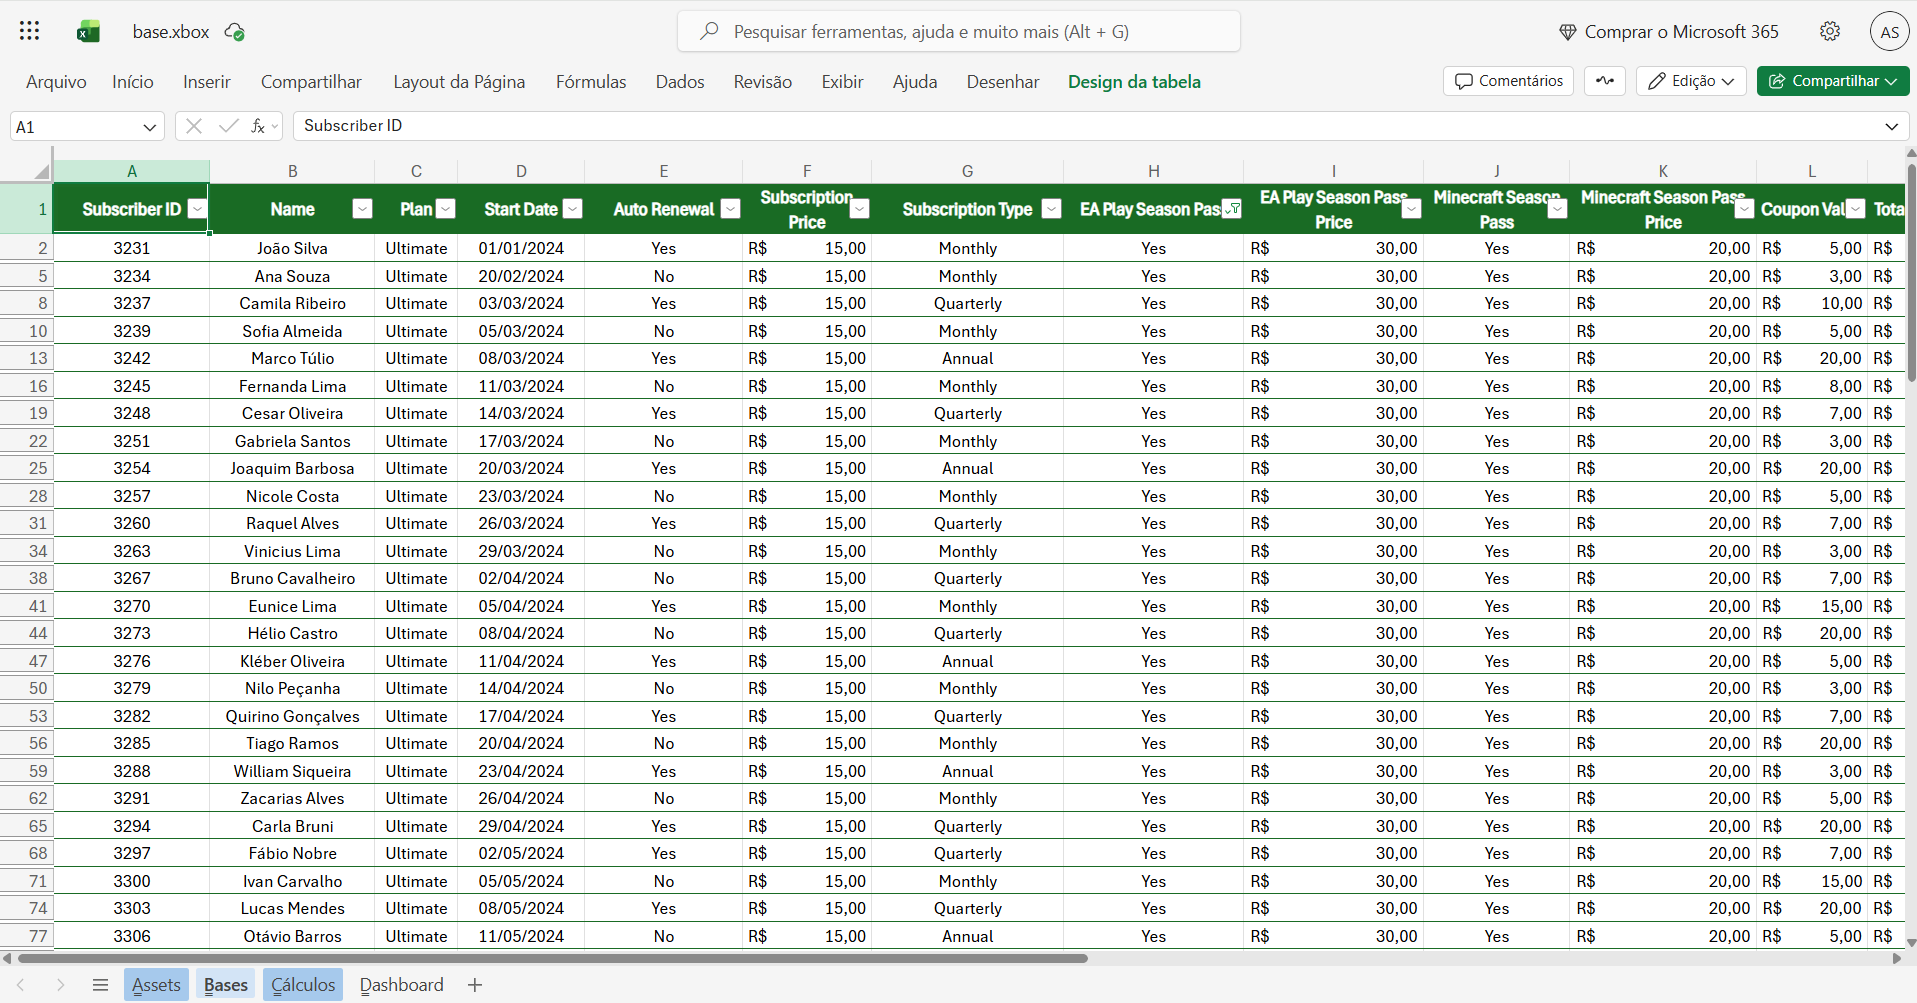 base.xbox
Pesquisar ferramentas, ajuda e muito mais (Alt + G)
Comprar o Microsoft 365
AS
Arquivo Início Inserir Compartilhar Layout da Página Fórmulas Dados Revisão Exibir Ajuda Desenhar Design da tabela
Comentários Edição Compartilhar
A1 fx Subscriber ID
A B C D E F G H I J K L
1 Subscriber ID Name Plan Start Date Auto Renewal Subscription Price Subscription Type EA Play Season Pas EA Play Season Pass Price Minecraft Season Pass Minecraft Season Pass Price Coupon Val Tota
2 3231 João Silva Ultimate 01/01/2024 Yes R$ 15,00 Monthly Yes R$ 30,00 Yes R$ 20,00 R$ 5,00 R$
5 3234 Ana Souza Ultimate 20/02/2024 No R$ 15,00 Monthly Yes R$ 30,00 Yes R$ 20,00 R$ 3,00 R$
8 3237 Camila Ribeiro Ultimate 03/03/2024 Yes R$ 15,00 Quarterly Yes R$ 30,00 Yes R$ 20,00 R$ 10,00 R$
10 3239 Sofia Almeida Ultimate 05/03/2024 No R$ 15,00 Monthly Yes R$ 30,00 Yes R$ 20,00 R$ 5,00 R$
13 3242 Marco Túlio Ultimate 08/03/2024 Yes R$ 15,00 Annual Yes R$ 30,00 Yes R$ 20,00 R$ 20,00 R$
16 3245 Fernanda Lima Ultimate 11/03/2024 No R$ 15,00 Monthly Yes R$ 30,00 Yes R$ 20,00 R$ 8,00 R$
19 3248 Cesar Oliveira Ultimate 14/03/2024 Yes R$ 15,00 Quarterly Yes R$ 30,00 Yes R$ 20,00 R$ 7,00 R$
22 3251 Gabriela Santos Ultimate 17/03/2024 No R$ 15,00 Monthly Yes R$ 30,00 Yes R$ 20,00 R$ 3,00 R$
25 3254 Joaquim Barbosa Ultimate 20/03/2024 Yes R$ 15,00 Annual Yes R$ 30,00 Yes R$ 20,00 R$ 20,00 R$
28 3257 Nicole Costa Ultimate 23/03/2024 No R$ 15,00 Monthly Yes R$ 30,00 Yes R$ 20,00 R$ 5,00 R$
31 3260 Raquel Alves Ultimate 26/03/2024 Yes R$ 15,00 Quarterly Yes R$ 30,00 Yes R$ 20,00 R$ 7,00 R$
34 3263 Vinicius Lima Ultimate 29/03/2024 No R$ 15,00 Monthly Yes R$ 30,00 Yes R$ 20,00 R$ 3,00 R$
38 3267 Bruno Cavalheiro Ultimate 02/04/2024 No R$ 15,00 Quarterly Yes R$ 30,00 Yes R$ 20,00 R$ 7,00 R$
41 3270 Eunice Lima Ultimate 05/04/2024 Yes R$ 15,00 Monthly Yes R$ 30,00 Yes R$ 20,00 R$ 15,00 R$
44 3273 Hélio Castro Ultimate 08/04/2024 No R$ 15,00 Quarterly Yes R$ 30,00 Yes R$ 20,00 R$ 20,00 R$
47 3276 Kléber Oliveira Ultimate 11/04/2024 Yes R$ 15,00 Annual Yes R$ 30,00 Yes R$ 20,00 R$ 5,00 R$
50 3279 Nilo Peçanha Ultimate 14/04/2024 No R$ 15,00 Monthly Yes R$ 30,00 Yes R$ 20,00 R$ 3,00 R$
53 3282 Quirino Gonçalves Ultimate 17/04/2024 Yes R$ 15,00 Quarterly Yes R$ 30,00 Yes R$ 20,00 R$ 7,00 R$
56 3285 Tiago Ramos Ultimate 20/04/2024 No R$ 15,00 Monthly Yes R$ 30,00 Yes R$ 20,00 R$ 20,00 R$
59 3288 William Siqueira Ultimate 23/04/2024 Yes R$ 15,00 Annual Yes R$ 30,00 Yes R$ 20,00 R$ 3,00 R$
62 3291 Zacarias Alves Ultimate 26/04/2024 No R$ 15,00 Monthly Yes R$ 30,00 Yes R$ 20,00 R$ 5,00 R$
65 3294 Carla Bruni Ultimate 29/04/2024 Yes R$ 15,00 Quarterly Yes R$ 30,00 Yes R$ 20,00 R$ 20,00 R$
68 3297 Fábio Nobre Ultimate 02/05/2024 Yes R$ 15,00 Quarterly Yes R$ 30,00 Yes R$ 20,00 R$ 7,00 R$
71 3300 Ivan Carvalho Ultimate 05/05/2024 No R$ 15,00 Monthly Yes R$ 30,00 Yes R$ 20,00 R$ 15,00 R$
74 3303 Lucas Mendes Ultimate 08/05/2024 Yes R$ 15,00 Quarterly Yes R$ 30,00 Yes R$ 20,00 R$ 20,00 R$
77 3306 Otávio Barros Ultimate 11/05/2024 No R$ 15,00 Annual Yes R$ 30,00 Yes R$ 20,00 R$ 5,00 R$
Assets Bases Cálculos Dashboard